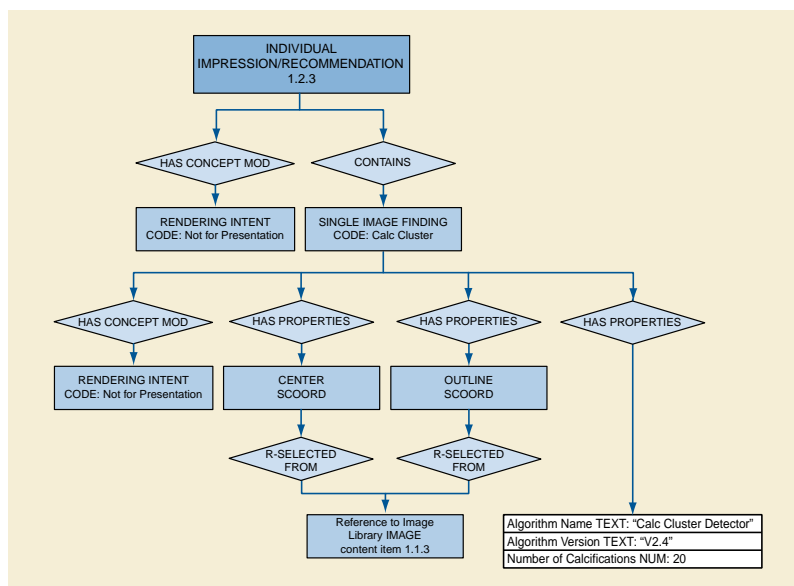 INDIVIDUAL
IMPRESSION/RECOMMENDATION
1.2.3
HAS CONCEPT MOD
CONTAINS
RENDERING INTENT
CODE: Not for Presentation
SINGLE IMAGE FINDING
CODE: Calc Cluster
HAS CONCEPT MOD
HAS PROPERTIES
HAS PROPERTIES
HAS PROPERTIES
RENDERING INTENT
CODE: Not for Presentation
CENTER
SCOORD
OUTLINE
SCOORD
R-SELECTED
FROM
R-SELECTED
FROM
Reference to Image
Library IMAGE
content item 1.1.3
Algorithm Name TEXT: “Calc Cluster Detector”
Algorithm Version TEXT: “V2.4”
Number of Calcifications NUM: 20